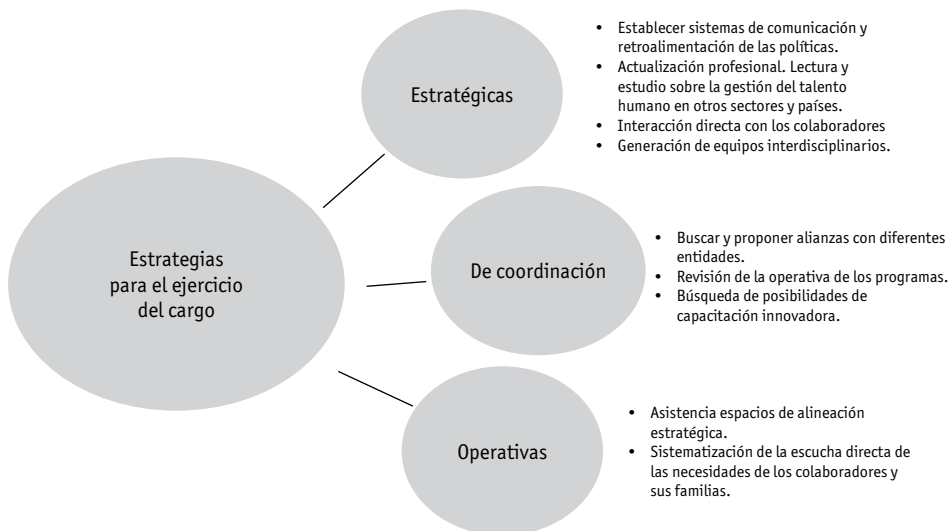 Estrategias
para el ejercicio
del cargo
Estratégicas
• Establecer sistemas de comunicación y
retroalimentación de las políticas.
• Actualización profesional. Lectura y
estudio sobre la gestión del talento
humano en otros sectores y países.
• Interacción directa con los colaboradores
• Generación de equipos interdisciplinarios.
De coordinación
• Buscar y proponer alianzas con diferentes
entidades.
• Revisión de la operativa de los programas.
• Búsqueda de posibilidades de
capacitación innovadora.
Operativas
• Asistencia espacios de alineación
estratégica.
• Sistematización de la escucha directa de
las necesidades de los colaboradores y
sus familias.